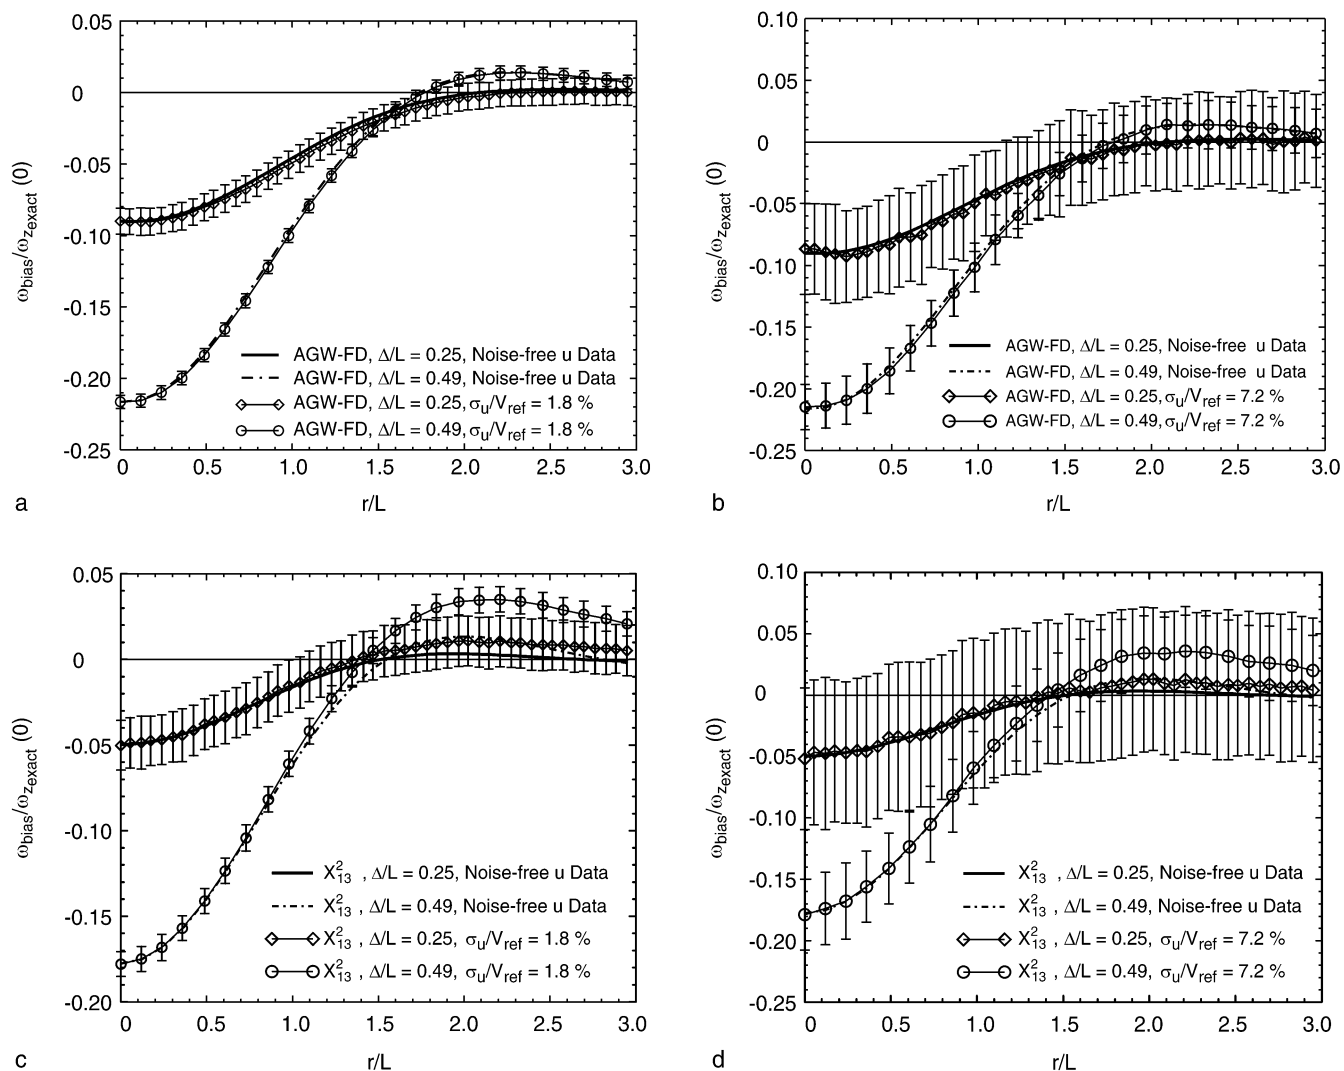 0.05
0
-0.05
-0.10
-0.15
-0.20
-0.25
ω_bias/ω_z_exact (0)
AGW-FD, Δ/L = 0.25, Noise-free u Data
AGW-FD, Δ/L = 0.49, Noise-free u Data
AGW-FD, Δ/L = 0.25, σ_u/V_ref = 1.8 %
AGW-FD, Δ/L = 0.49, σ_u/V_ref = 1.8 %
0 0.5 1.0 1.5 2.0 2.5 3.0
a
r/L
0.10
0.05
0
-0.05
-0.10
-0.15
-0.20
-0.25
ω_bias/ω_z_exact (0)
AGW-FD, Δ/L = 0.25, Noise-free u Data
AGW-FD, Δ/L = 0.49, Noise-free u Data
AGW-FD, Δ/L = 0.25, σ_u/V_ref = 7.2 %
AGW-FD, Δ/L = 0.49, σ_u/V_ref = 7.2 %
0 0.5 1.0 1.5 2.0 2.5 3.0
b
r/L
0.05
0
-0.05
-0.10
-0.15
-0.20
ω_bias/ω_z_exact (0)
X²₁₃ , Δ/L = 0.25, Noise-free u Data
X²₁₃ , Δ/L = 0.49, Noise-free u Data
X²₁₃ , Δ/L = 0.25, σ_u/V_ref = 1.8 %
X²₁₃ , Δ/L = 0.49, σ_u/V_ref = 1.8 %
0 0.5 1.0 1.5 2.0 2.5 3.0
c
r/L
0.10
0.05
0
-0.05
-0.10
-0.15
-0.20
-0.25
ω_bias/ω_z_exact (0)
X²₁₃ , Δ/L = 0.25, Noise-free u Data
X²₁₃ , Δ/L = 0.49, Noise-free u Data
X²₁₃ , Δ/L = 0.25, σ_u/V_ref = 7.2 %
X²₁₃ , Δ/L = 0.49, σ_u/V_ref = 7.2 %
0 0.5 1.0 1.5 2.0 2.5 3.0
d
r/L